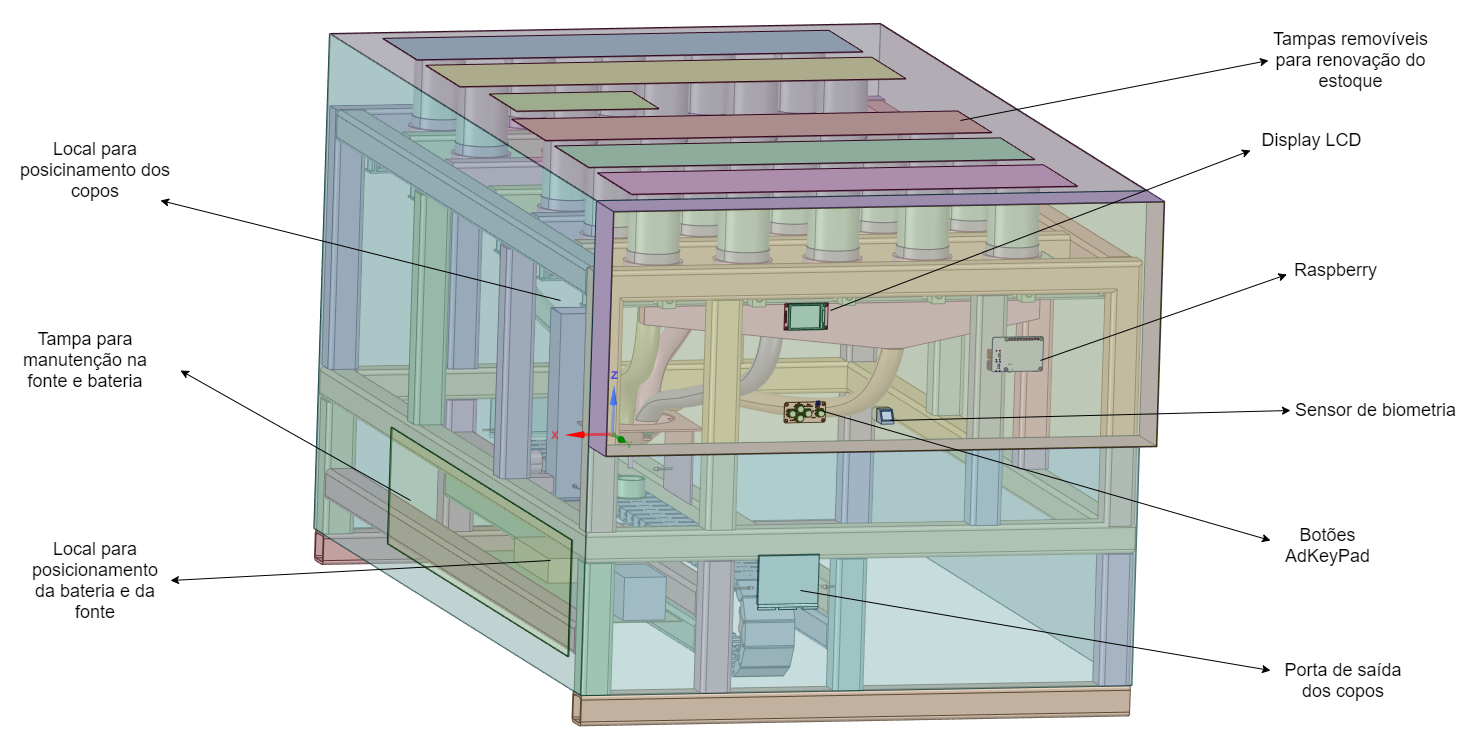 Tampas removíveis
para renovação do
estoque
Display LCD
Local para
posicinamento dos
copos
Raspberry
Tampa para
manutenção na
fonte e bateria
Z
X
Sensor de biometria
Botões
AdKeyPad
Local para
posicionamento
da bateria e da
fonte
Porta de saída
dos copos